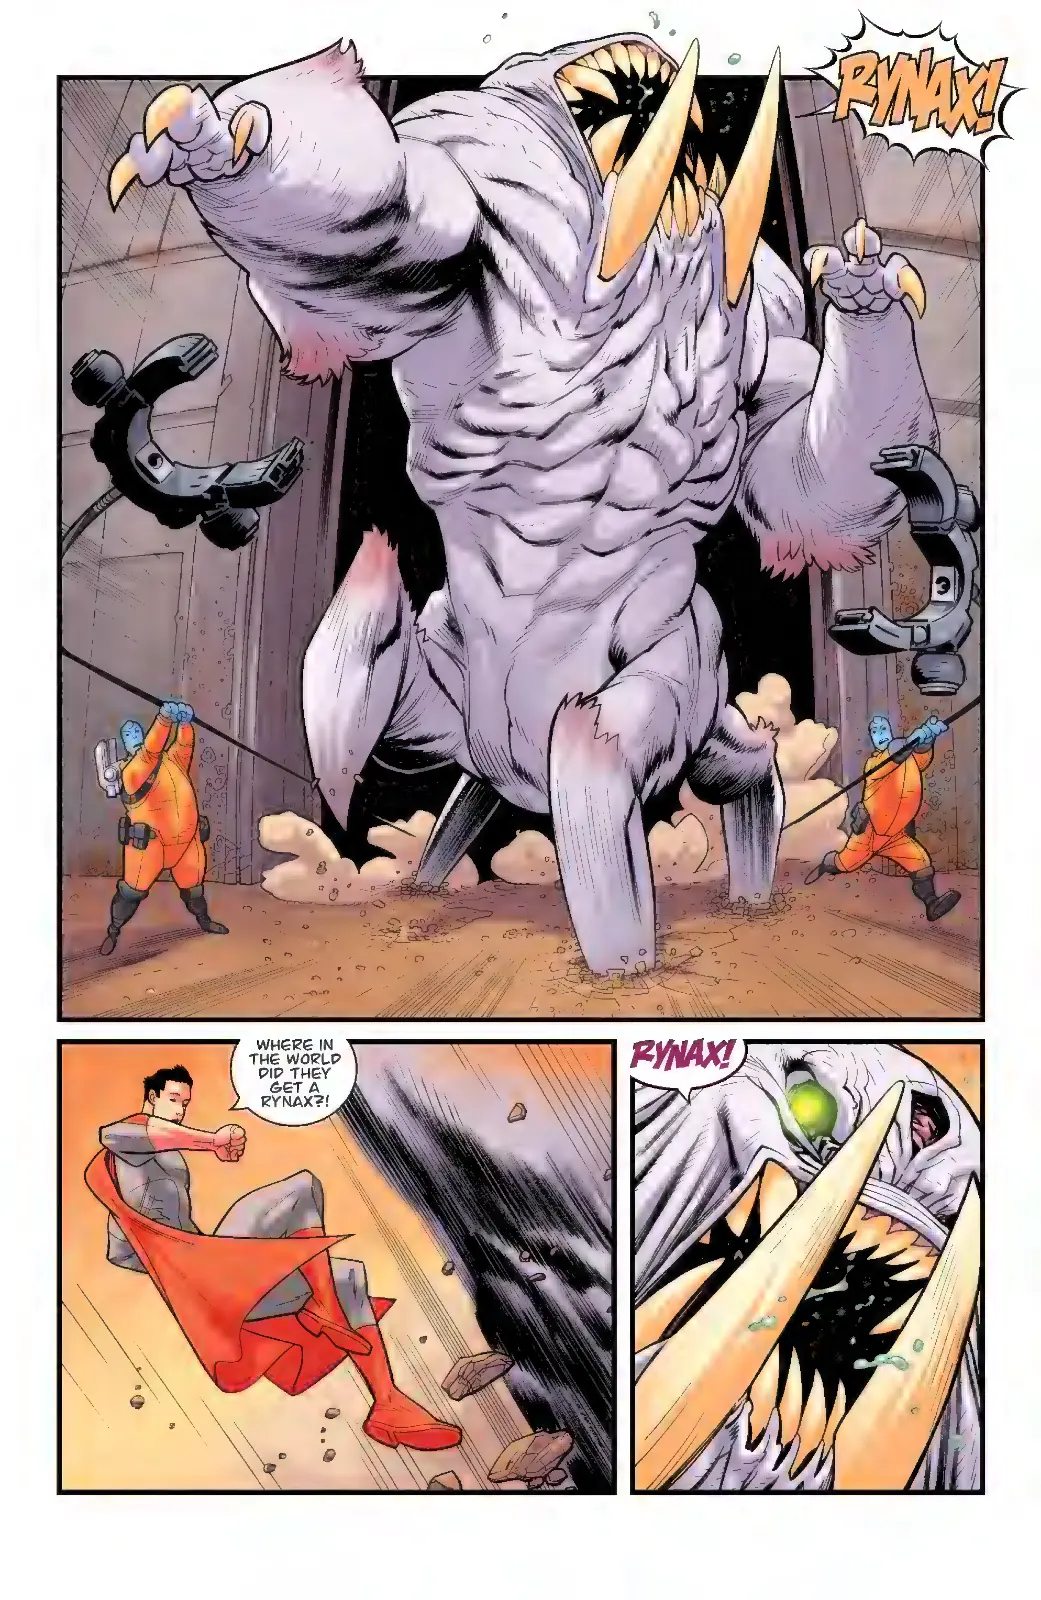 RYNAX!
WHERE IN
THE WORLD
DID THEY
GET A
RYNAX?!
RYNAX!